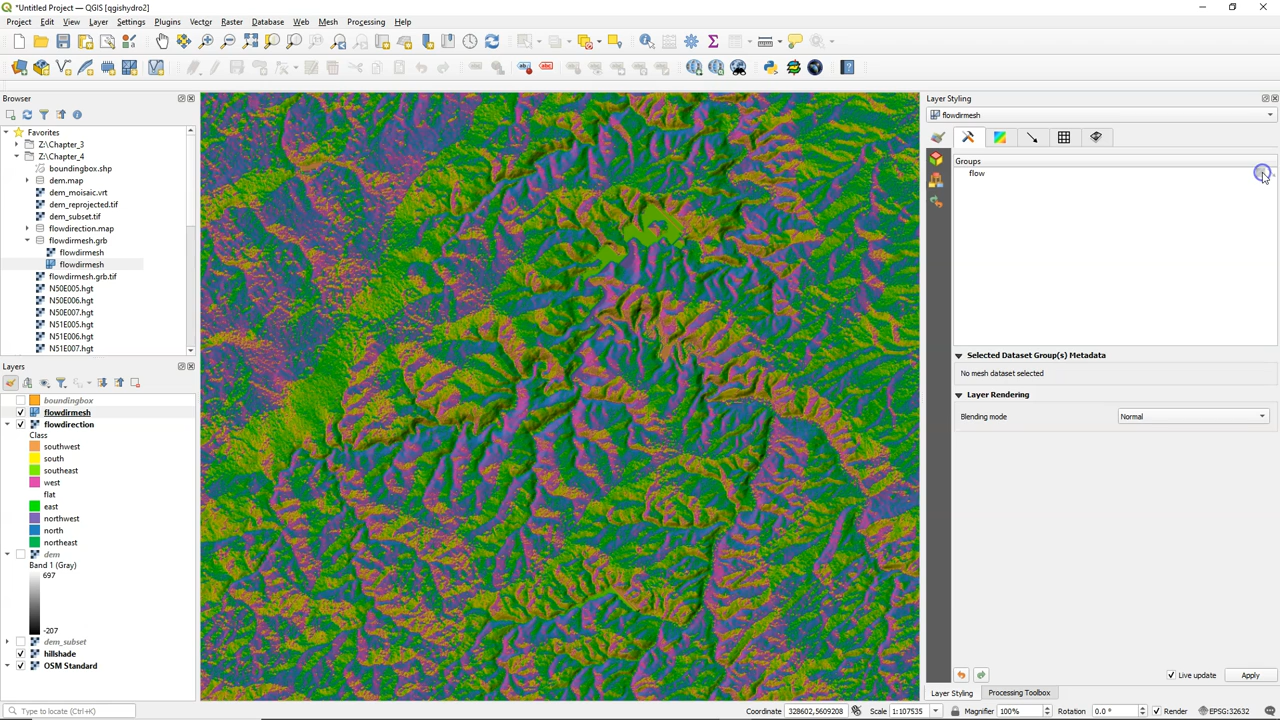 *Untitled Project — QGIS [qgishydro2]
Project Edit View Layer Settings Plugins Vector Raster Database Web Mesh Processing Help
Browser
Favorites
Z:\Chapter_3
Z:\Chapter_4
boundingbox.shp
dem.map
dem_moisaic.vrt
dem_reprojected.tif
dem_subset.tif
flowdirection.map
flowdirmesh.grb
flowdirmesh
flowdirmesh
flowdirmesh.grb.tif
N50E005.hgt
N50E006.hgt
N50E007.hgt
N51E005.hgt
N51E006.hgt
N51E007.hgt
Layers
boundingbox
flowdirmesh
flowdirection
Class
southwest
south
southeast
west
flat
east
northwest
north
northeast
dem
Band 1 (Gray)
697
-207
dem_subset
hillshade
OSM Standard
Layer Styling
flowdirmesh
Groups
flow
Selected Dataset Group(s) Metadata
No mesh dataset selected
Layer Rendering
Blending mode Normal
Live update Apply
Layer Styling Processing Toolbox
Type to locate (Ctrl+K) Coordinate 328602,5609208 Scale 1:107535 Magnifier 100% Rotation 0.0 ° Render EPSG:32632